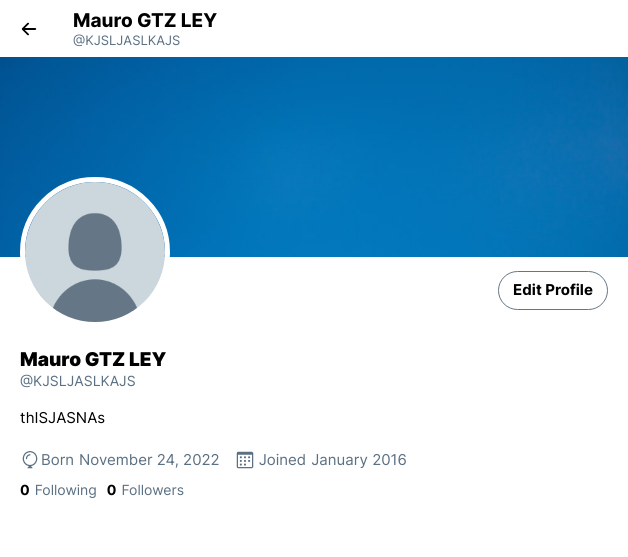 Mauro GTZ LEY
@KJSLJASLKAJS
Edit Profile
Mauro GTZ LEY
@KJSLJASLKAJS
thISJASNAs
Born November 24, 2022 Joined January 2016
0 Following 0 Followers